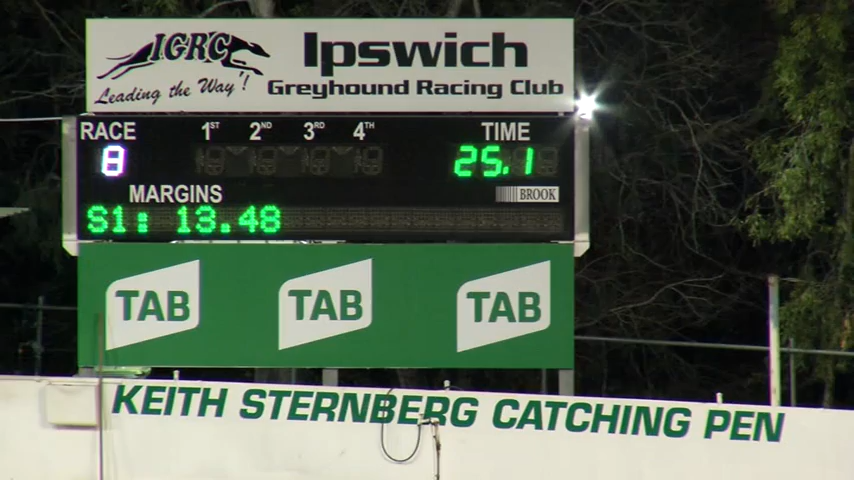 IGRC
Leading the Way!
Ipswich
Greyhound Racing Club
RACE 1ST 2ND 3RD 4TH TIME
8 25.1
MARGINS BROOK
S1: 13.48
TAB TAB TAB
KEITH STERNBERG CATCHING PEN